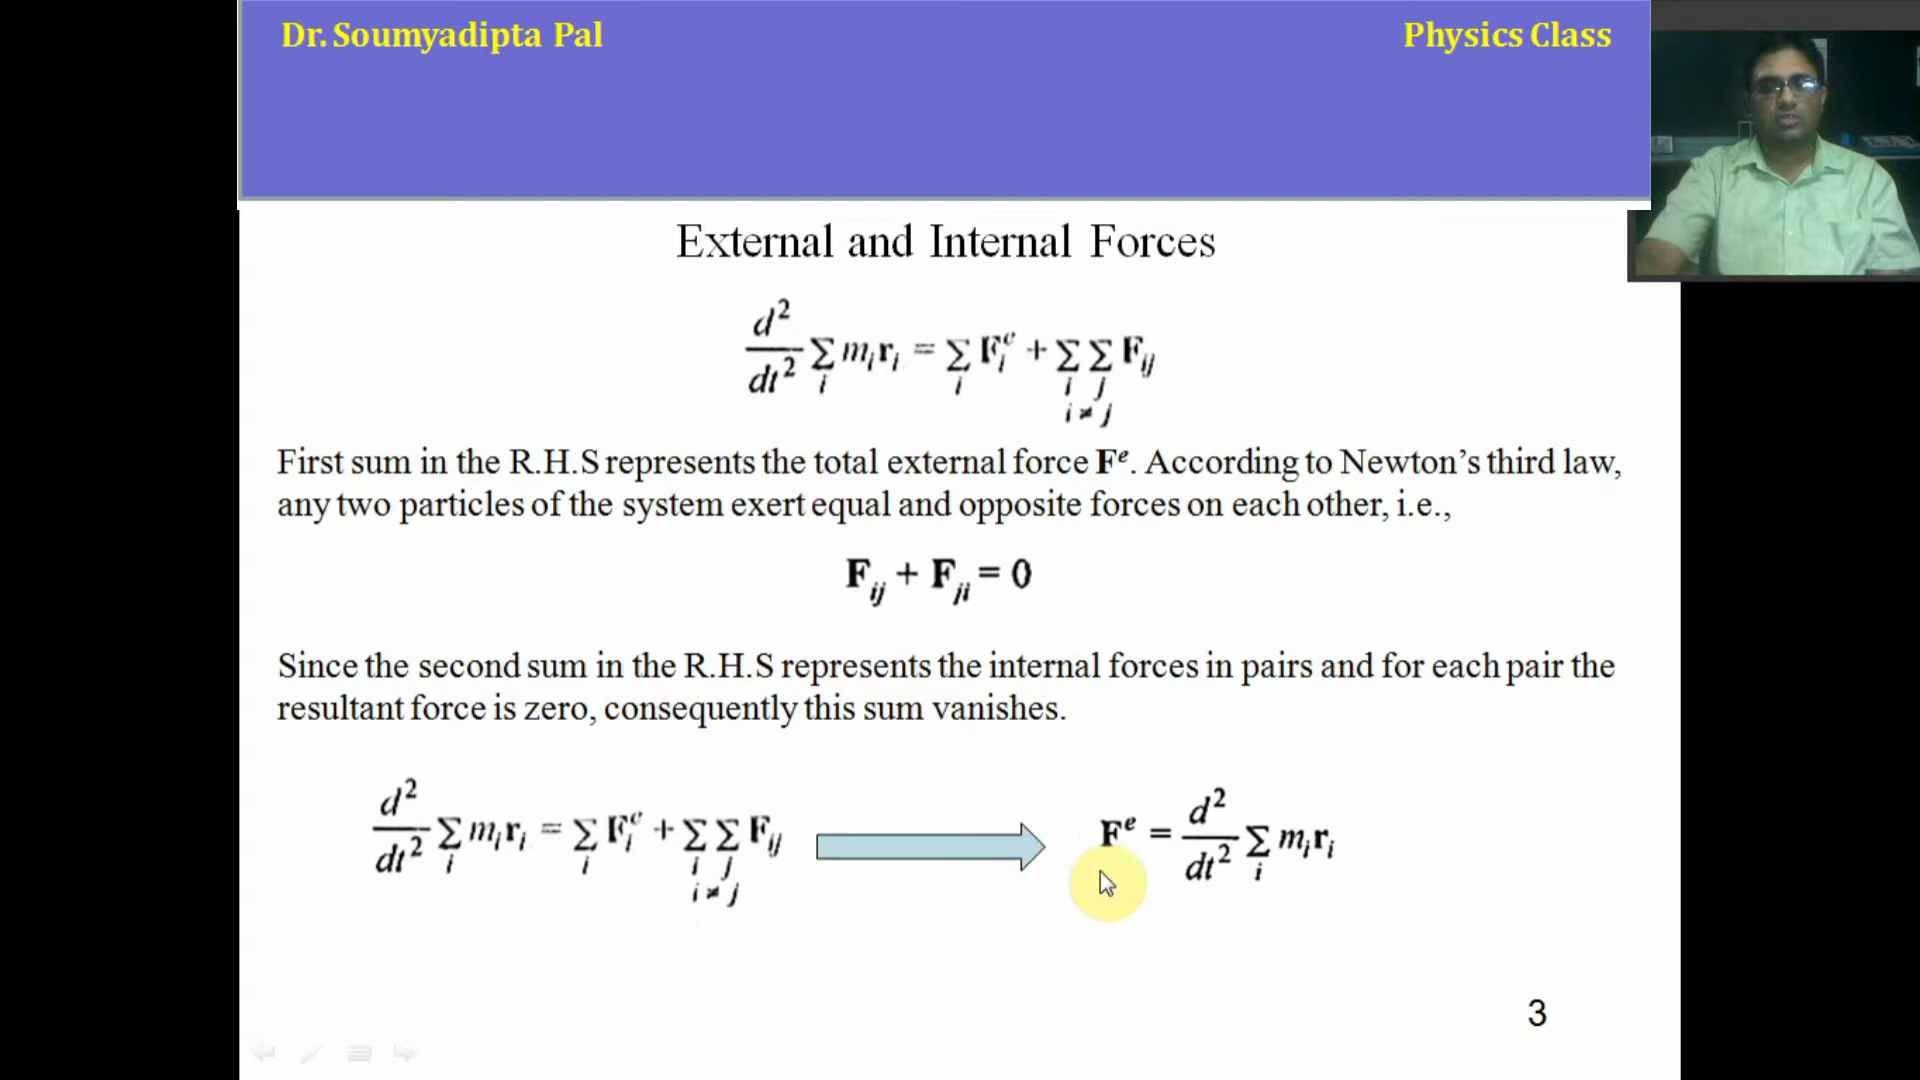 Dr. Soumyadipta Pal Physics Class
External and Internal Forces
d²/dt² Σ_i m_i r_i = Σ_i F_i^e + Σ_i Σ_j F_ij
i ≠ j
First sum in the R.H.S represents the total external force F^e. According to Newton's third law,
any two particles of the system exert equal and opposite forces on each other, i.e.,
F_ij + F_ji = 0
Since the second sum in the R.H.S represents the internal forces in pairs and for each pair the
resultant force is zero, consequently this sum vanishes.
d²/dt² Σ_i m_i r_i = Σ_i F_i^e + Σ_i Σ_j F_ij F^e = d²/dt² Σ_i m_i r_i
i ≠ j
3